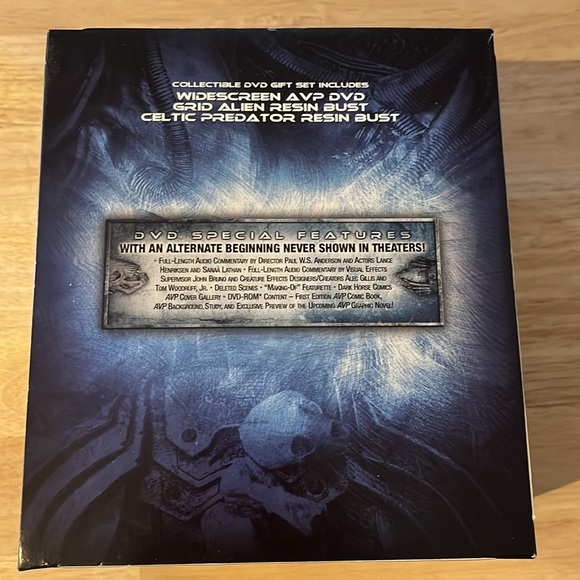 COLLECTIBLE DVD GIFT SET INCLUDES
WIDESCREEN AVP DVD
GRID ALIEN RESIN BUST
CELTIC PREDATOR RESIN BUST
DVD SPECIAL FEATURES
WITH AN ALTERNATE BEGINNING NEVER SHOWN IN THEATERS!
• FULL-LENGTH AUDIO COMMENTARY BY DIRECTOR PAUL W.S. ANDERSON AND ACTORS LANCE
HENRIKSEN AND SANAA LATHAN • FULL-LENGTH AUDIO COMMENTARY BY VISUAL EFFECTS
SUPERVISOR JOHN BRUNO AND CREATURE EFFECTS DESIGNERS/CREATORS ALEC GILLIS AND
TOM WOODRUFF, JR. • DELETED SCENES • "MAKING-OF" FEATURETTE • DARK HORSE COMICS
AVP COVER GALLERY • DVD-ROM* CONTENT – FIRST EDITION AVP COMIC BOOK,
AVP BACKGROUND, STUDY, AND EXCLUSIVE PREVIEW OF THE UPCOMING AVP GRAPHIC NOVEL!